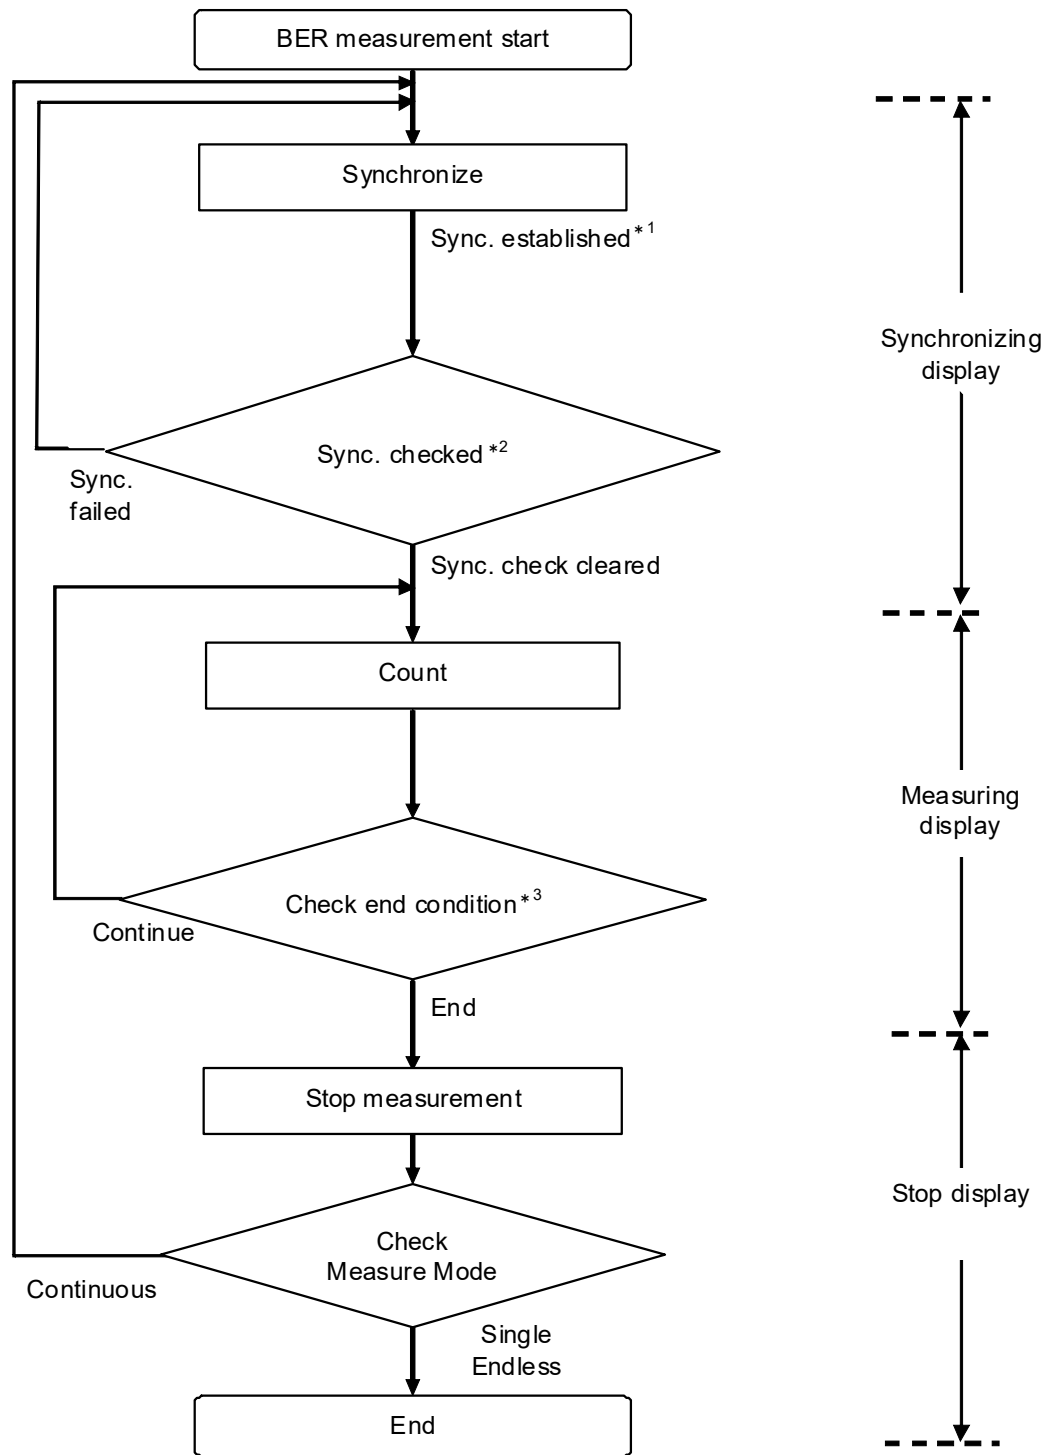 BER measurement start
Synchronize
Sync. established*1
Synchronizing
display
Sync. checked*2
Sync.
failed
Sync. check cleared
Count
Measuring
display
Check end condition*3
Continue
End
Stop measurement
Stop display
Check
Measure Mode
Continuous
Single
Endless
End